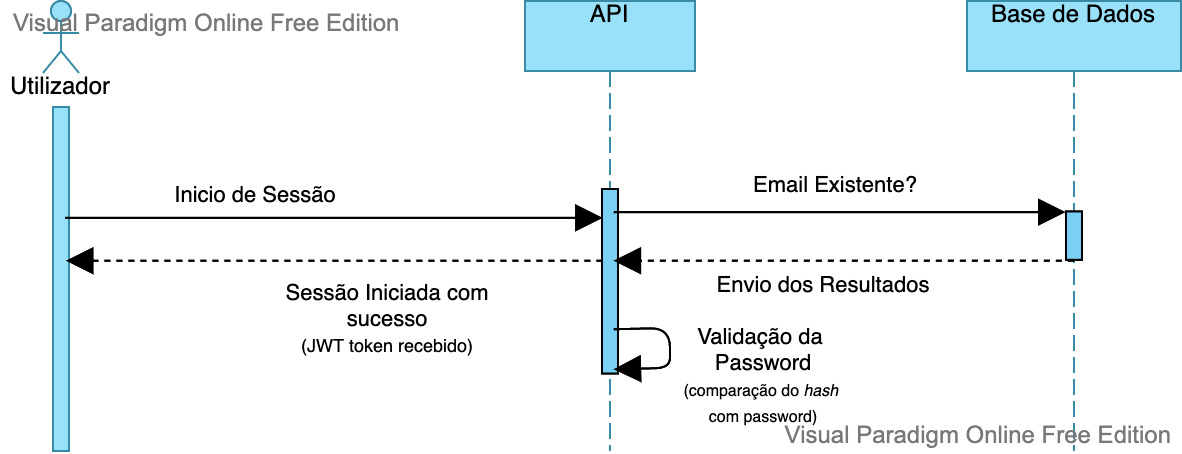 Visual Paradigm Online Free Edition
API
Base de Dados
Utilizador
Inicio de Sessão
Email Existente?
Envio dos Resultados
Sessão Iniciada com
sucesso
(JWT token recebido)
Validação da
Password
(comparação do hash
com password)
Visual Paradigm Online Free Edition